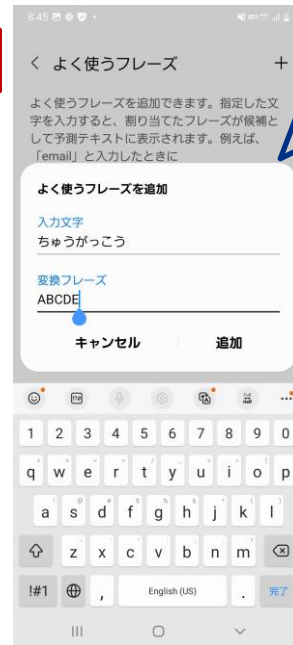 8:45
よく使うフレーズ
+
よく使うフレーズを追加できます。指定した文
字を入力すると、割り当てたフレーズが候補と
して予測テキストに表示されます。例えば、
「email」と入力したときに
よく使うフレーズを追加
入力文字
ちゅうがっこう
変換フレーズ
ABCDE
キャンセル 追加
1 2 3 4 5 6 7 8 9 0
q w e r t y u i o p
a s d f g h j k l
z x c v b n m
!#1 , English (US) . 完了